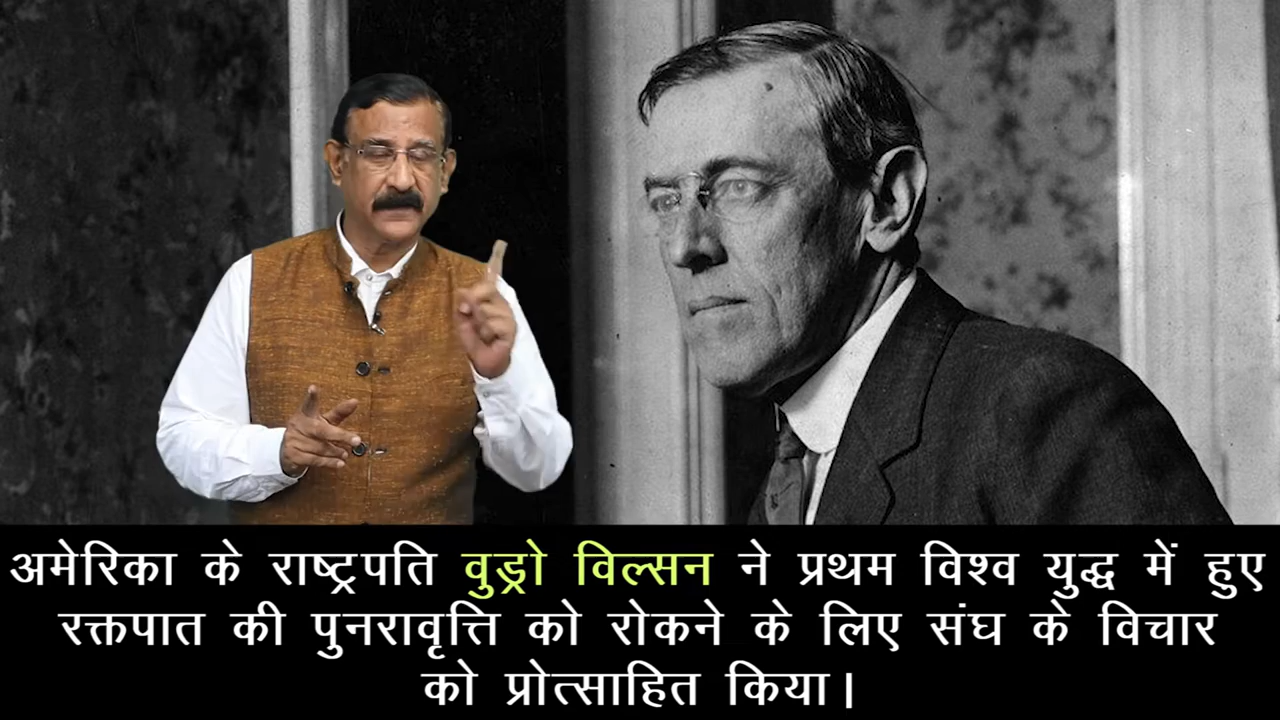 अमेरिका के राष्ट्रपति वुड्रो विल्सन ने प्रथम विश्व युद्ध में हुए
रक्तपात की पुनरावृत्ति को रोकने के लिए संघ के विचार
को प्रोत्साहित किया।